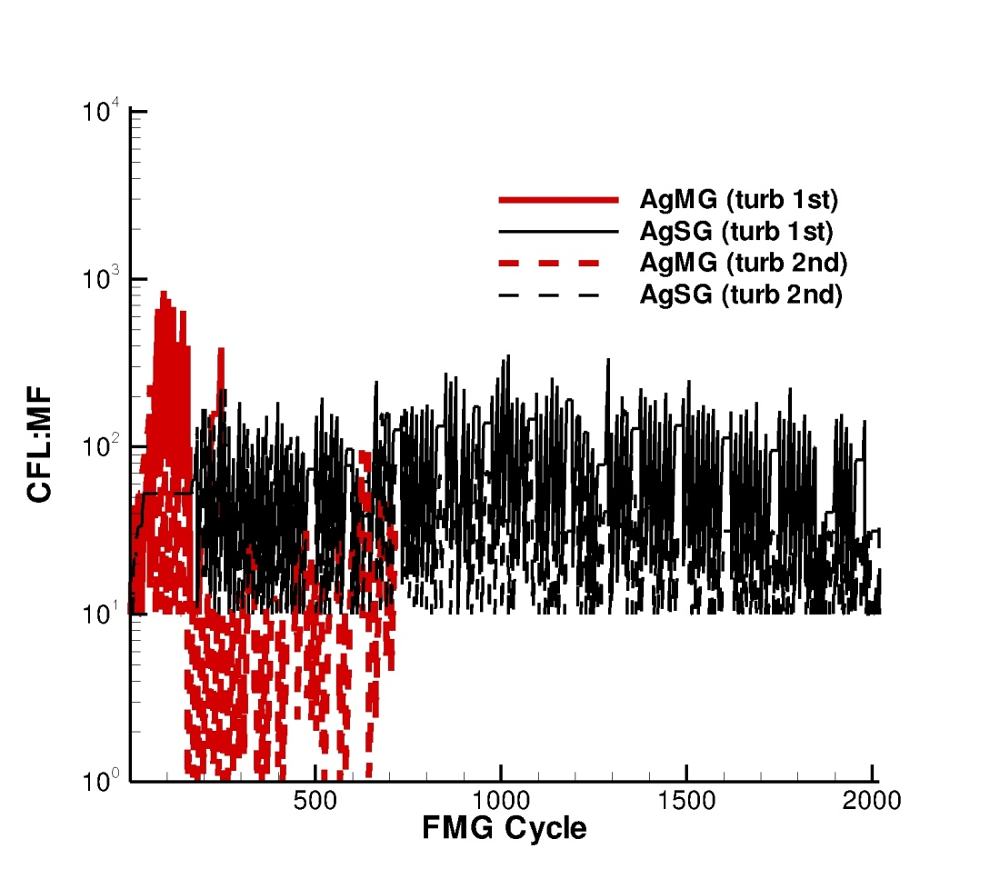 10^4
AgMG (turb 1st)
AgSG (turb 1st)
10^3
AgMG (turb 2nd)
AgSG (turb 2nd)
CFL:MF
10^2
10^1
10^0
500 1000 1500 2000
FMG Cycle